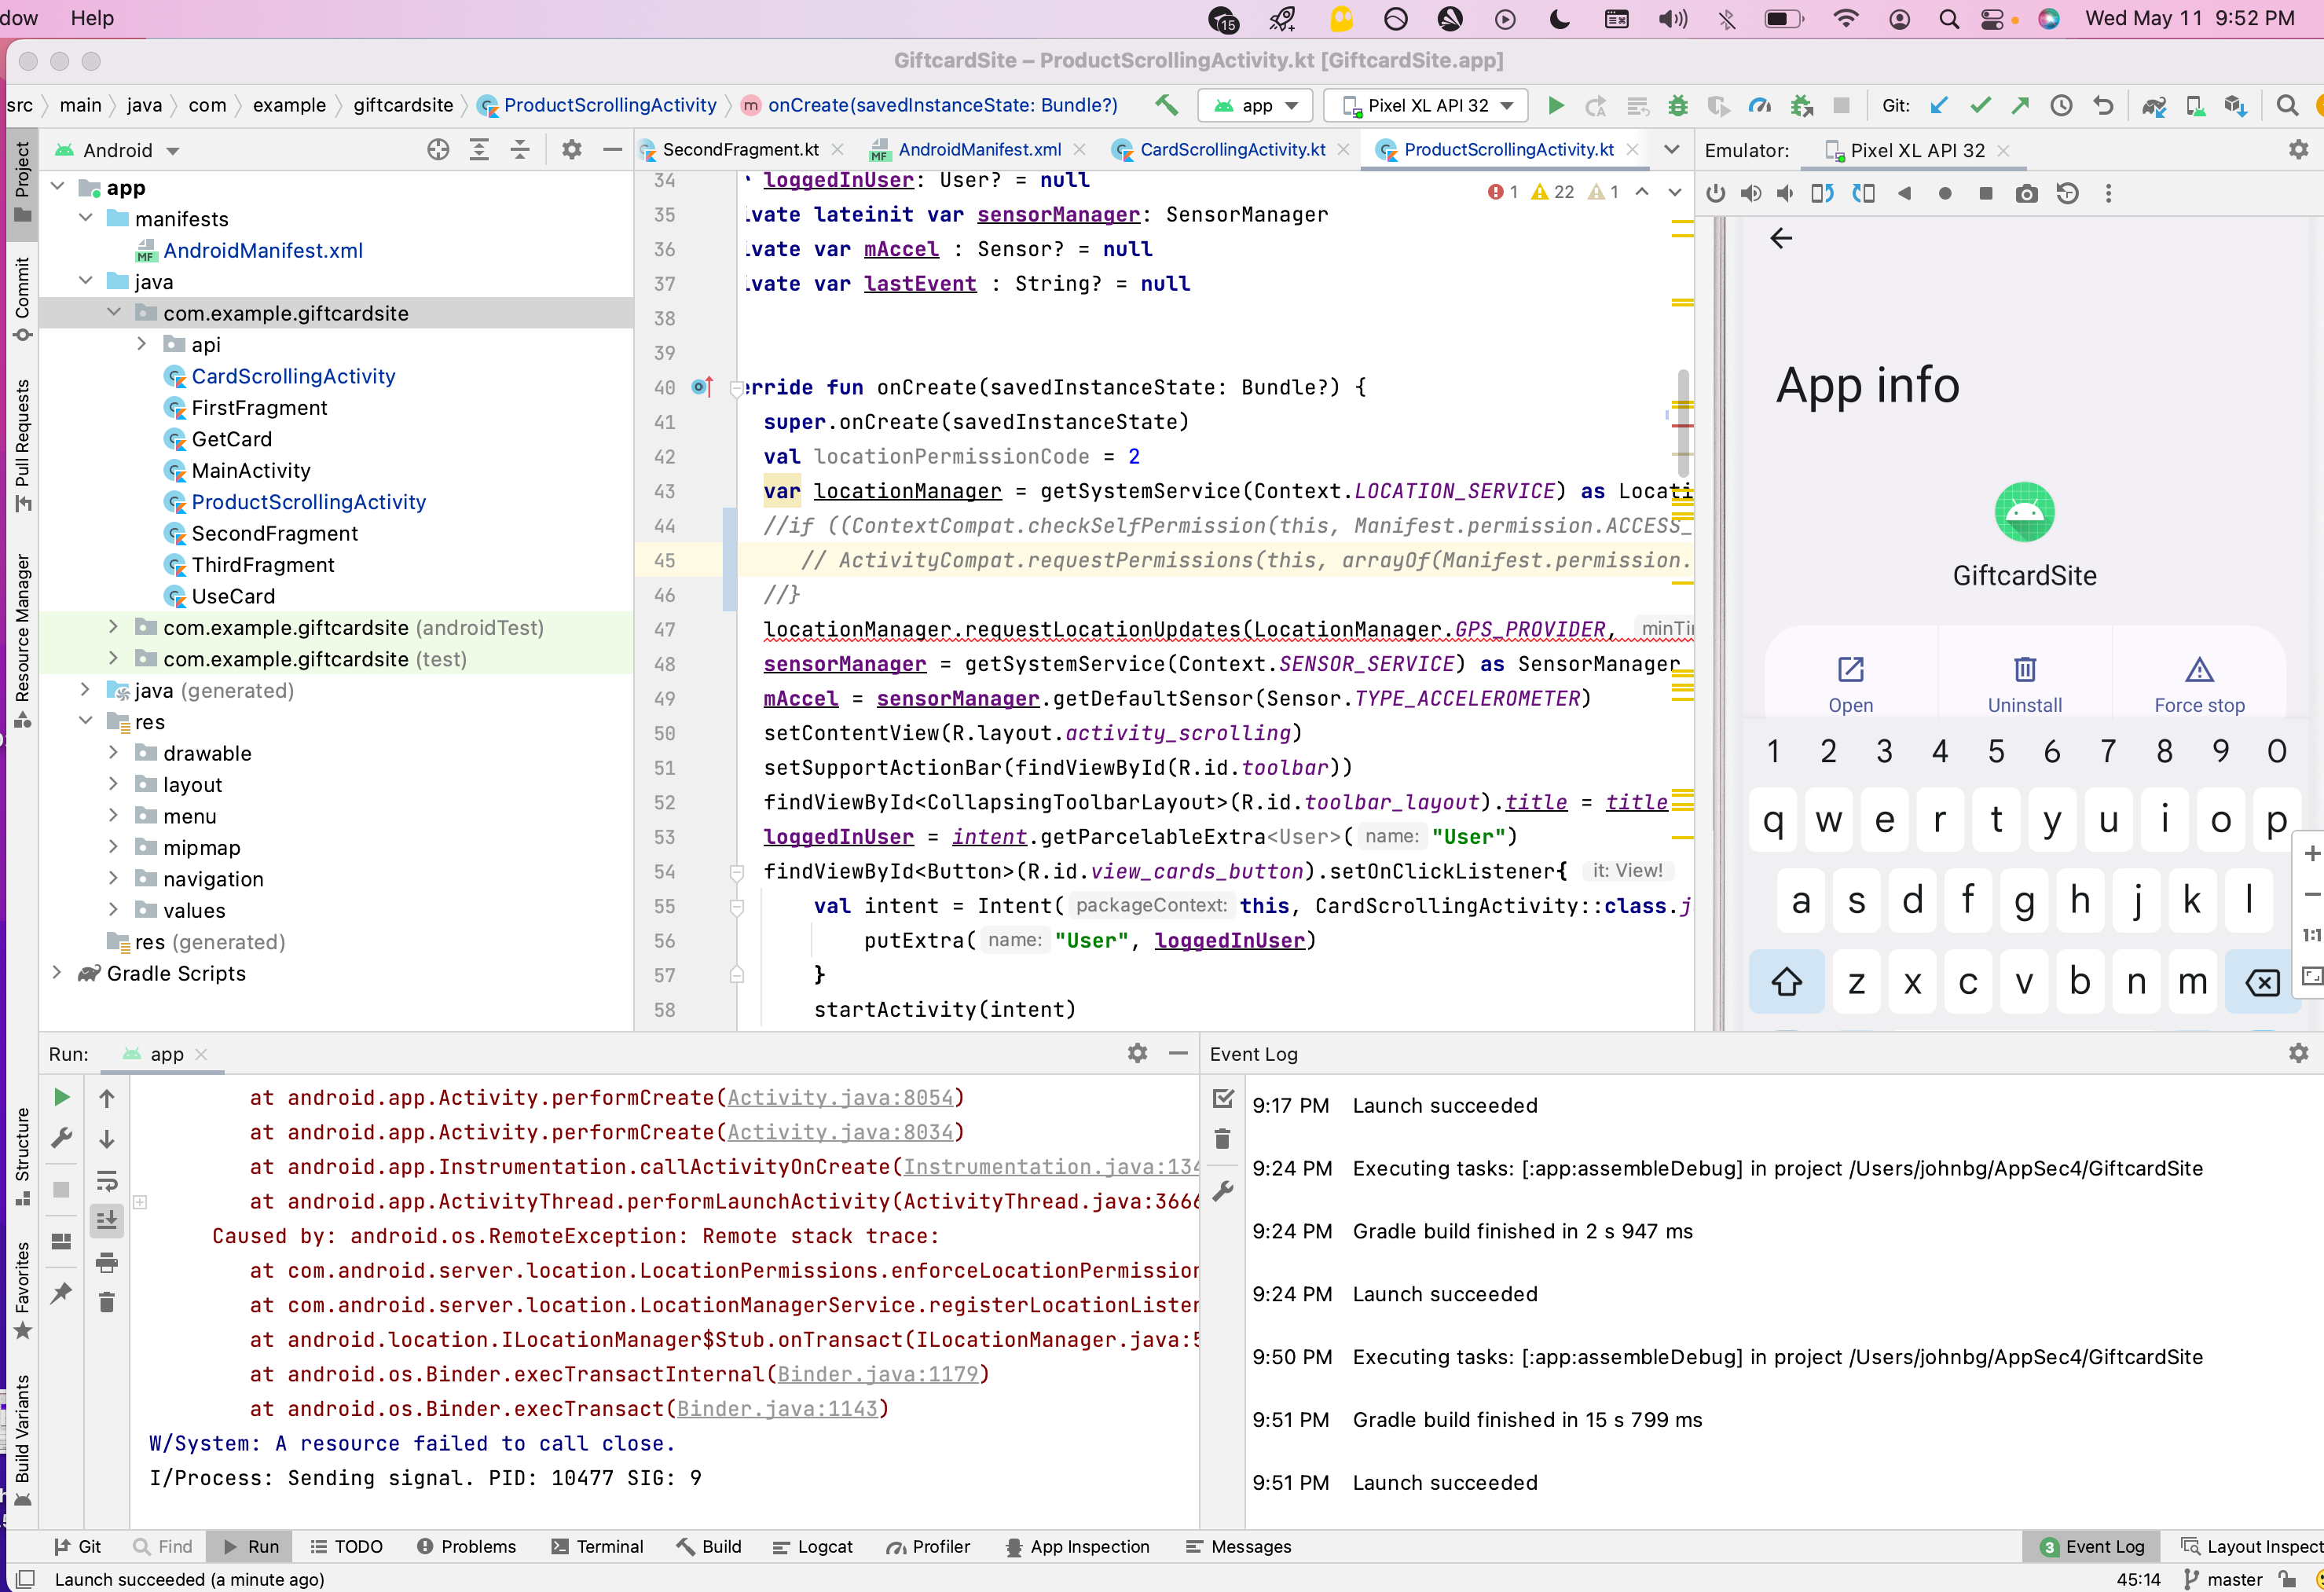 dow Help
15
Wed May 11 9:52 PM
GiftcardSite – ProductScrollingActivity.kt [GiftcardSite.app]
src main java com example giftcardsite ProductScrollingActivity m onCreate(savedInstanceState: Bundle?)
app Pixel XL API 32 Git:
Android
SecondFragment.kt AndroidManifest.xml CardScrollingActivity.kt ProductScrollingActivity.kt
Emulator: Pixel XL API 32
Project
Commit
Pull Requests
Resource Manager
Structure
Favorites
Build Variants
app
manifests
MF AndroidManifest.xml
java
com.example.giftcardsite
api
CardScrollingActivity
FirstFragment
GetCard
MainActivity
ProductScrollingActivity
SecondFragment
ThirdFragment
UseCard
com.example.giftcardsite (androidTest)
com.example.giftcardsite (test)
java (generated)
res
drawable
layout
menu
mipmap
navigation
values
res (generated)
Gradle Scripts
1 22 1
34 loggedInUser: User? = null
35 ivate lateinit var sensorManager: SensorManager
36 ivate var mAccel : Sensor? = null
37 ivate var lastEvent : String? = null
38
39
40 erride fun onCreate(savedInstanceState: Bundle?) {
41 super.onCreate(savedInstanceState)
42 val locationPermissionCode = 2
43 var locationManager = getSystemService(Context.LOCATION_SERVICE) as Locati
44 //if ((ContextCompat.checkSelfPermission(this, Manifest.permission.ACCESS_
45 // ActivityCompat.requestPermissions(this, arrayOf(Manifest.permission.
46 //}
47 locationManager.requestLocationUpdates(LocationManager.GPS_PROVIDER, minTi
48 sensorManager = getSystemService(Context.SENSOR_SERVICE) as SensorManager
49 mAccel = sensorManager.getDefaultSensor(Sensor.TYPE_ACCELEROMETER)
50 setContentView(R.layout.activity_scrolling)
51 setSupportActionBar(findViewById(R.id.toolbar))
52 findViewById<CollapsingToolbarLayout>(R.id.toolbar_layout).title = title
53 loggedInUser = intent.getParcelableExtra<User>( name: "User")
54 findViewById<Button>(R.id.view_cards_button).setOnClickListener{ it: View!
55 val intent = Intent( packageContext: this, CardScrollingActivity::class.j
56 putExtra( name: "User", loggedInUser)
57 }
58 startActivity(intent)
App info
GiftcardSite
Open Uninstall Force stop
1 2 3 4 5 6 7 8 9 0
q w e r t y u i o p
a s d f g h j k l
z x c v b n m
1:1
Run: app
at android.app.Activity.performCreate(Activity.java:8054)
at android.app.Activity.performCreate(Activity.java:8034)
at android.app.Instrumentation.callActivityOnCreate(Instrumentation.java:134
at android.app.ActivityThread.performLaunchActivity(ActivityThread.java:3666
Caused by: android.os.RemoteException: Remote stack trace:
at com.android.server.location.LocationPermissions.enforceLocationPermission
at com.android.server.location.LocationManagerService.registerLocationListen
at android.location.ILocationManager$Stub.onTransact(ILocationManager.java:5
at android.os.Binder.execTransactInternal(Binder.java:1179)
at android.os.Binder.execTransact(Binder.java:1143)
W/System: A resource failed to call close.
I/Process: Sending signal. PID: 10477 SIG: 9
Event Log
9:17 PM Launch succeeded
9:24 PM Executing tasks: [:app:assembleDebug] in project /Users/johnbg/AppSec4/GiftcardSite
9:24 PM Gradle build finished in 2 s 947 ms
9:24 PM Launch succeeded
9:50 PM Executing tasks: [:app:assembleDebug] in project /Users/johnbg/AppSec4/GiftcardSite
9:51 PM Gradle build finished in 15 s 799 ms
9:51 PM Launch succeeded
Git Find Run TODO Problems Terminal Build Logcat Profiler App Inspection Messages 3 Event Log Layout Inspect
Launch succeeded (a minute ago) 45:14 master